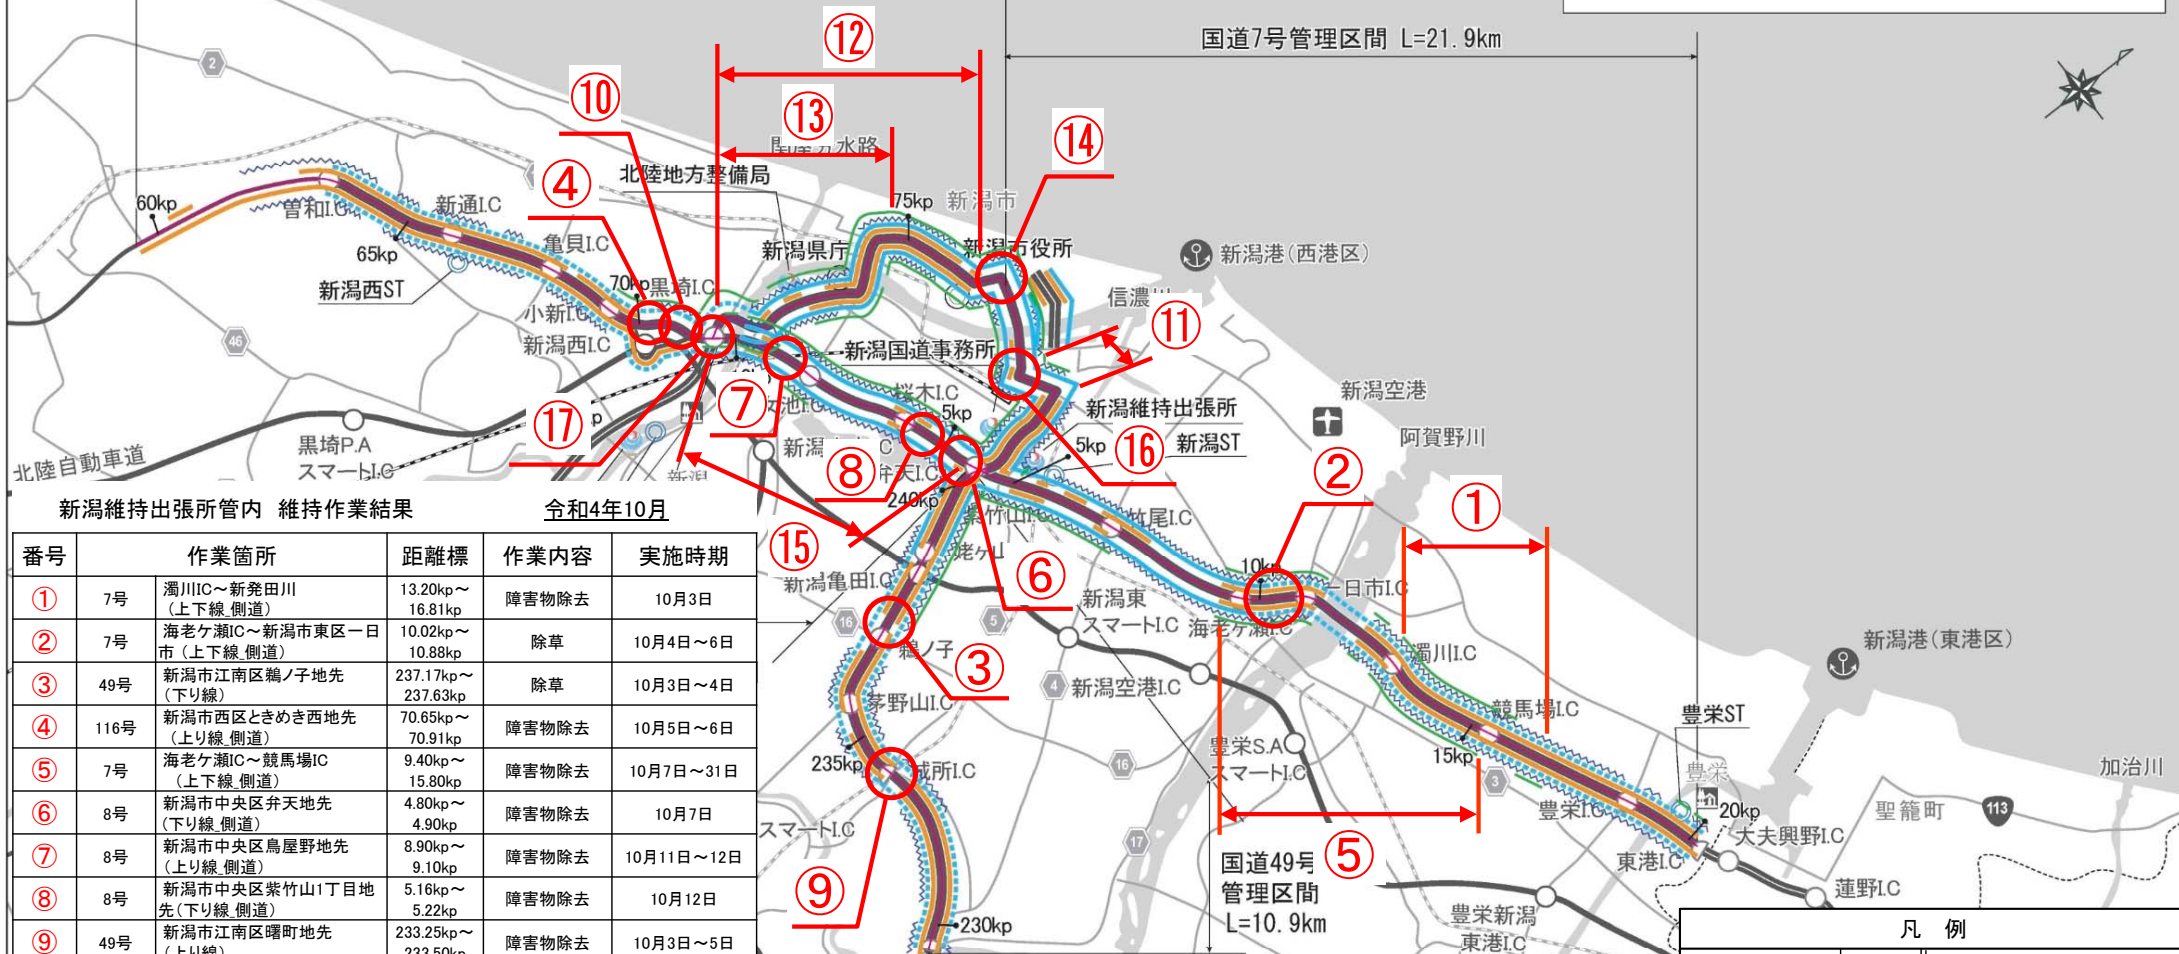 国道7号管理区間 L=21.9km
⑫
⑩
⑬
⑭
④
北陸地方整備局
75kp
新潟市
60kp
曽和I.C
新通I.C
65kp
亀貝I.C
新潟県庁
新潟市役所
新潟港(西港区)
新潟西ST
70kp
黒埼I.C
小新I.C
新潟西I.C
⑪
新潟国道事務所
⑦
桜木I.C
5kp
新潟空港
新潟維持出張所
5kp
新潟ST
阿賀野川
⑰
黒埼P.A
スマートI.C
北陸自動車道
⑧
⑯
②
①
240kp
紫竹山I.C
竹尾I.C
⑮
新潟亀田I.C
⑥
10kp
一日市I.C
新潟東
スマートI.C
海老ケ瀬I.C
③
新潟空港I.C
濁川I.C
新潟港(東港区)
茅野山I.C
競馬場I.C
豊栄ST
235kp
城所I.C
豊栄S.A
スマートI.C
15kp
豊栄
加治川
スマートI.C
豊栄I.C
20kp
大夫興野I.C
聖籠町
113
東港I.C
蓮野I.C
⑨
⑤
国道49号
管理区間
L=10.9km
230kp
豊栄新潟
東港I.C
凡 例
2
46
16
5
4
16
17
3
新潟維持出張所管内 維持作業結果 令和4年10月
番号 作業箇所 距離標 作業内容 実施時期
① 7号 濁川IC～新発田川 (上下線_側道) 13.20kp～ 16.81kp 障害物除去 10月3日
② 7号 海老ケ瀬IC～新潟市東区一日市 (上下線_側道) 10.02kp～ 10.88kp 除草 10月4日～6日
③ 49号 新潟市江南区鵜ノ子地先 (下り線) 237.17kp～ 237.63kp 除草 10月3日～4日
④ 116号 新潟市西区ときめき西地先 (上り線_側道) 70.65kp～ 70.91kp 障害物除去 10月5日～6日
⑤ 7号 海老ケ瀬IC～競馬場IC (上下線_側道) 9.40kp～ 15.80kp 障害物除去 10月7日～31日
⑥ 8号 新潟市中央区弁天地先 (下り線_側道) 4.80kp～ 4.90kp 障害物除去 10月7日
⑦ 8号 新潟市中央区鳥屋野地先 (上り線_側道) 8.90kp～ 9.10kp 障害物除去 10月11日～12日
⑧ 8号 新潟市中央区紫竹山1丁目地先(下り線_側道) 5.16kp～ 5.22kp 障害物除去 10月12日
⑨ 49号 新潟市江南区曙町地先 (上り線) 233.25kp～ 233.50kp 障害物除去 10月3日～5日